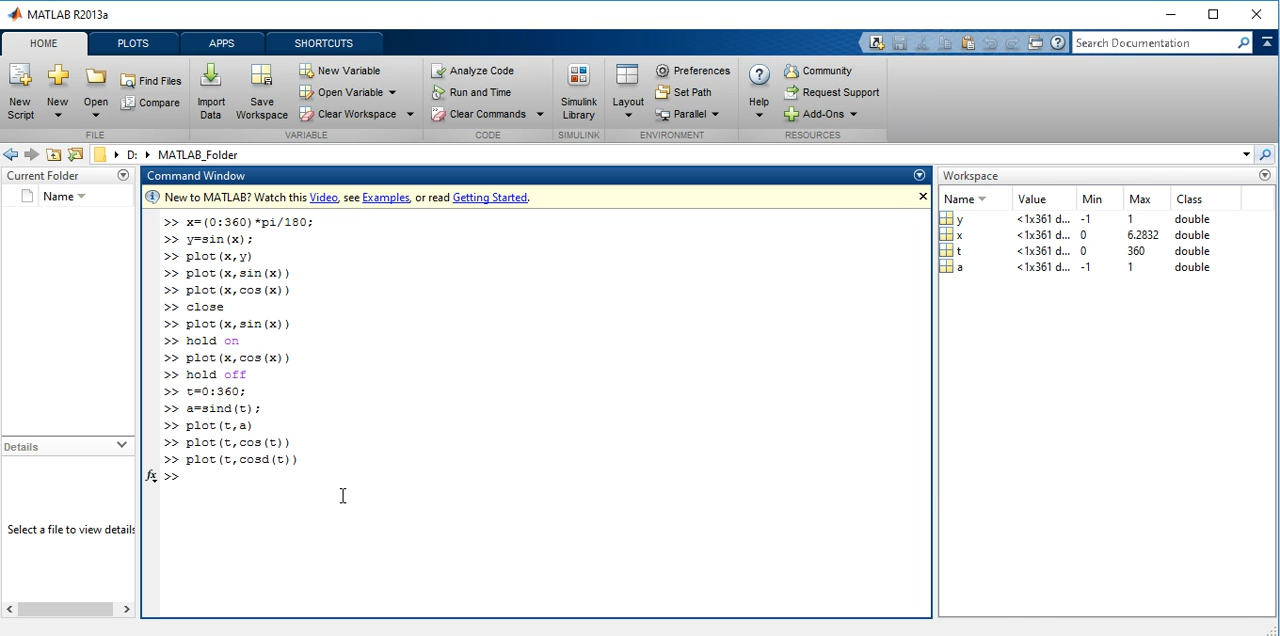 MATLAB R2013a
HOME PLOTS APPS SHORTCUTS Search Documentation
New Script
New
Open
Find Files
Compare
FILE
Import Data
Save Workspace
New Variable
Open Variable
Clear Workspace
VARIABLE
Analyze Code
Run and Time
Clear Commands
CODE
Simulink Library
SIMULINK
Layout
Preferences
Set Path
Parallel
ENVIRONMENT
Help
Community
Request Support
Add-Ons
RESOURCES
D: MATLAB_Folder
Current Folder
Name
Details
Select a file to view details
Command Window
New to MATLAB? Watch this Video, see Examples, or read Getting Started.
>> x=(0:360)*pi/180;
>> y=sin(x);
>> plot(x,y)
>> plot(x,sin(x))
>> plot(x,cos(x))
>> close
>> plot(x,sin(x))
>> hold on
>> plot(x,cos(x))
>> hold off
>> t=0:360;
>> a=sind(t);
>> plot(t,a)
>> plot(t,cos(t))
>> plot(t,cosd(t))
fx >>
Workspace
Name Value Min Max Class
y <1x361 d... -1 1 double
x <1x361 d... 0 6.2832 double
t <1x361 d... 0 360 double
a <1x361 d... -1 1 double